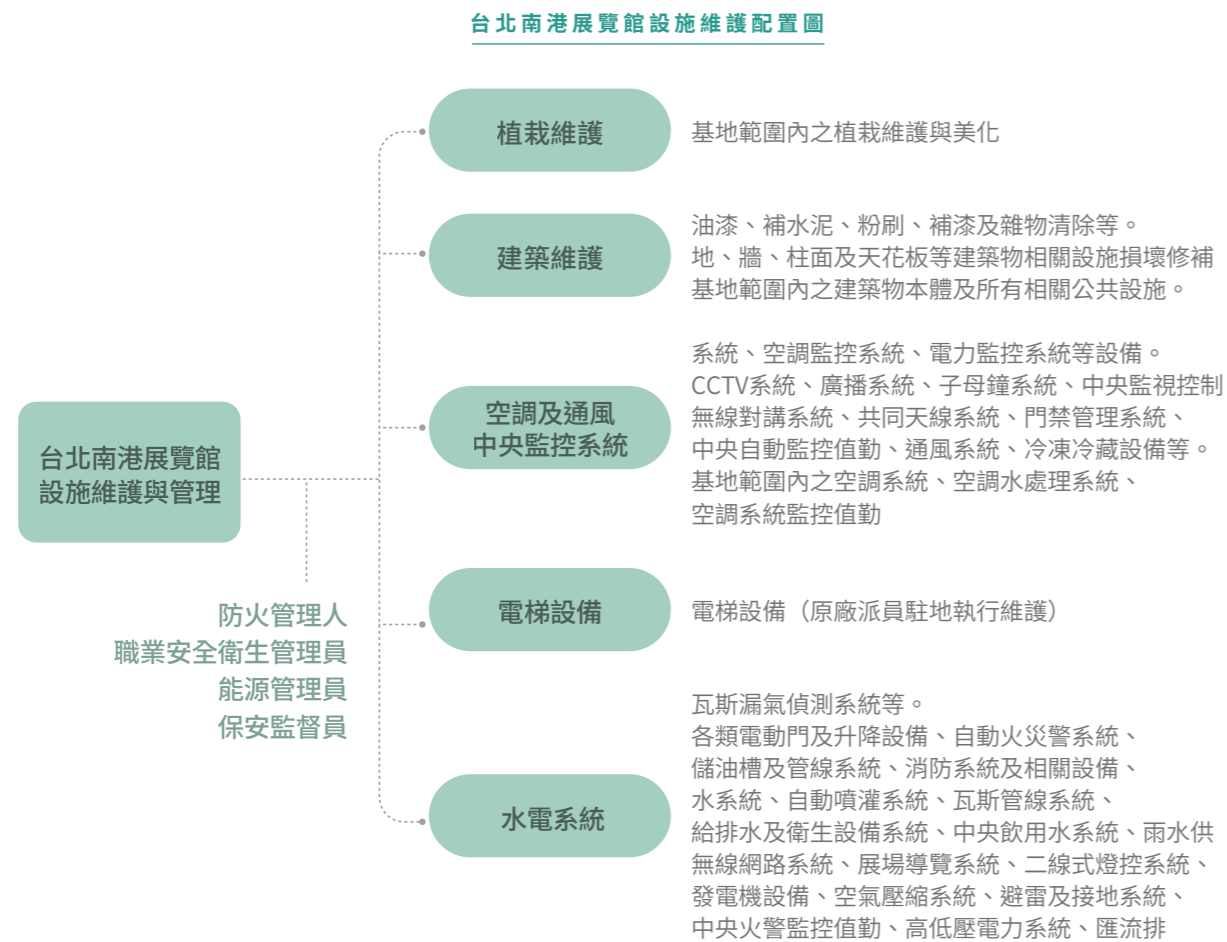 台北南港展覽館設施維護配置圖
台北南港展覽館
設施維護與管理
防火管理人
職業安全衛生管理員
能源管理員
保安監督員
植栽維護
基地範圍內之植栽維護與美化
建築維護
油漆、補水泥、粉刷、補漆及雜物清除等。
地、牆、柱面及天花板等建築物相關設施損壞修補
基地範圍內之建築物本體及所有相關公共設施。
空調及通風
中央監控系統
系統、空調監控系統、電力監控系統等設備。
CCTV系統、廣播系統、子母鐘系統、中央監視控制
無線對講系統、共同天線系統、門禁管理系統、
中央自動監控值勤、通風系統、冷凍冷藏設備等。
基地範圍內之空調系統、空調水處理系統、
空調系統監控值勤
電梯設備
電梯設備（原廠派員駐地執行維護）
水電系統
瓦斯漏氣偵測系統等。
各類電動門及升降設備、自動火災警系統、
儲油槽及管線系統、消防系統及相關設備、
水系統、自動噴灌系統、瓦斯管線系統、
給排水及衛生設備系統、中央飲用水系統、雨水供
無線網路系統、展場導覽系統、二線式燈控系統、
發電機設備、空氣壓縮系統、避雷及接地系統、
中央火警監控值勤、高低壓電力系統、匯流排